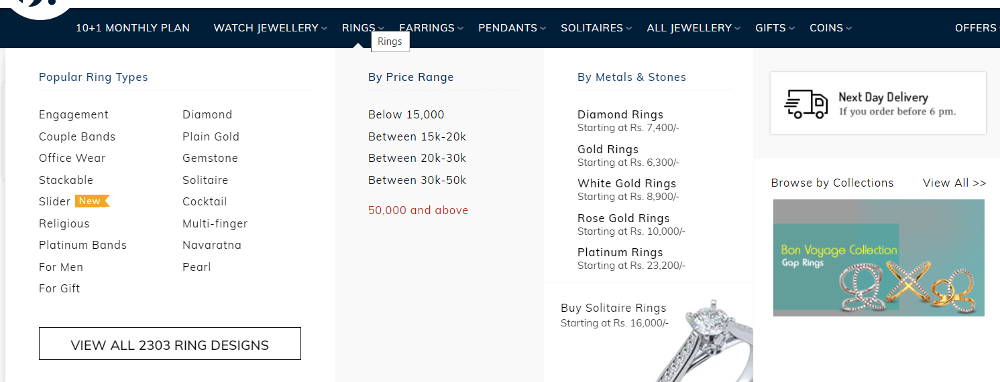 10+1 MONTHLY PLAN WATCH JEWELLERY RINGS EARRINGS PENDANTS SOLITAIRES ALL JEWELLERY GIFTS COINS OFFERS
Rings
Popular Ring Types
Engagement
Couple Bands
Office Wear
Stackable
Slider New
Religious
Platinum Bands
For Men
For Gift
Diamond
Plain Gold
Gemstone
Solitaire
Cocktail
Multi-finger
Navaratna
Pearl
VIEW ALL 2303 RING DESIGNS
By Price Range
Below 15,000
Between 15k-20k
Between 20k-30k
Between 30k-50k
50,000 and above
By Metals & Stones
Diamond Rings
Starting at Rs. 7,400/-
Gold Rings
Starting at Rs. 6,300/-
White Gold Rings
Starting at Rs. 8,900/-
Rose Gold Rings
Starting at Rs. 10,000/-
Platinum Rings
Starting at Rs. 23,200/-
Buy Solitaire Rings
Starting at Rs. 16,000/-
Next Day Delivery
If you order before 6 pm.
Browse by Collections View All >>
Bon Voyage Collection
Gap Rings